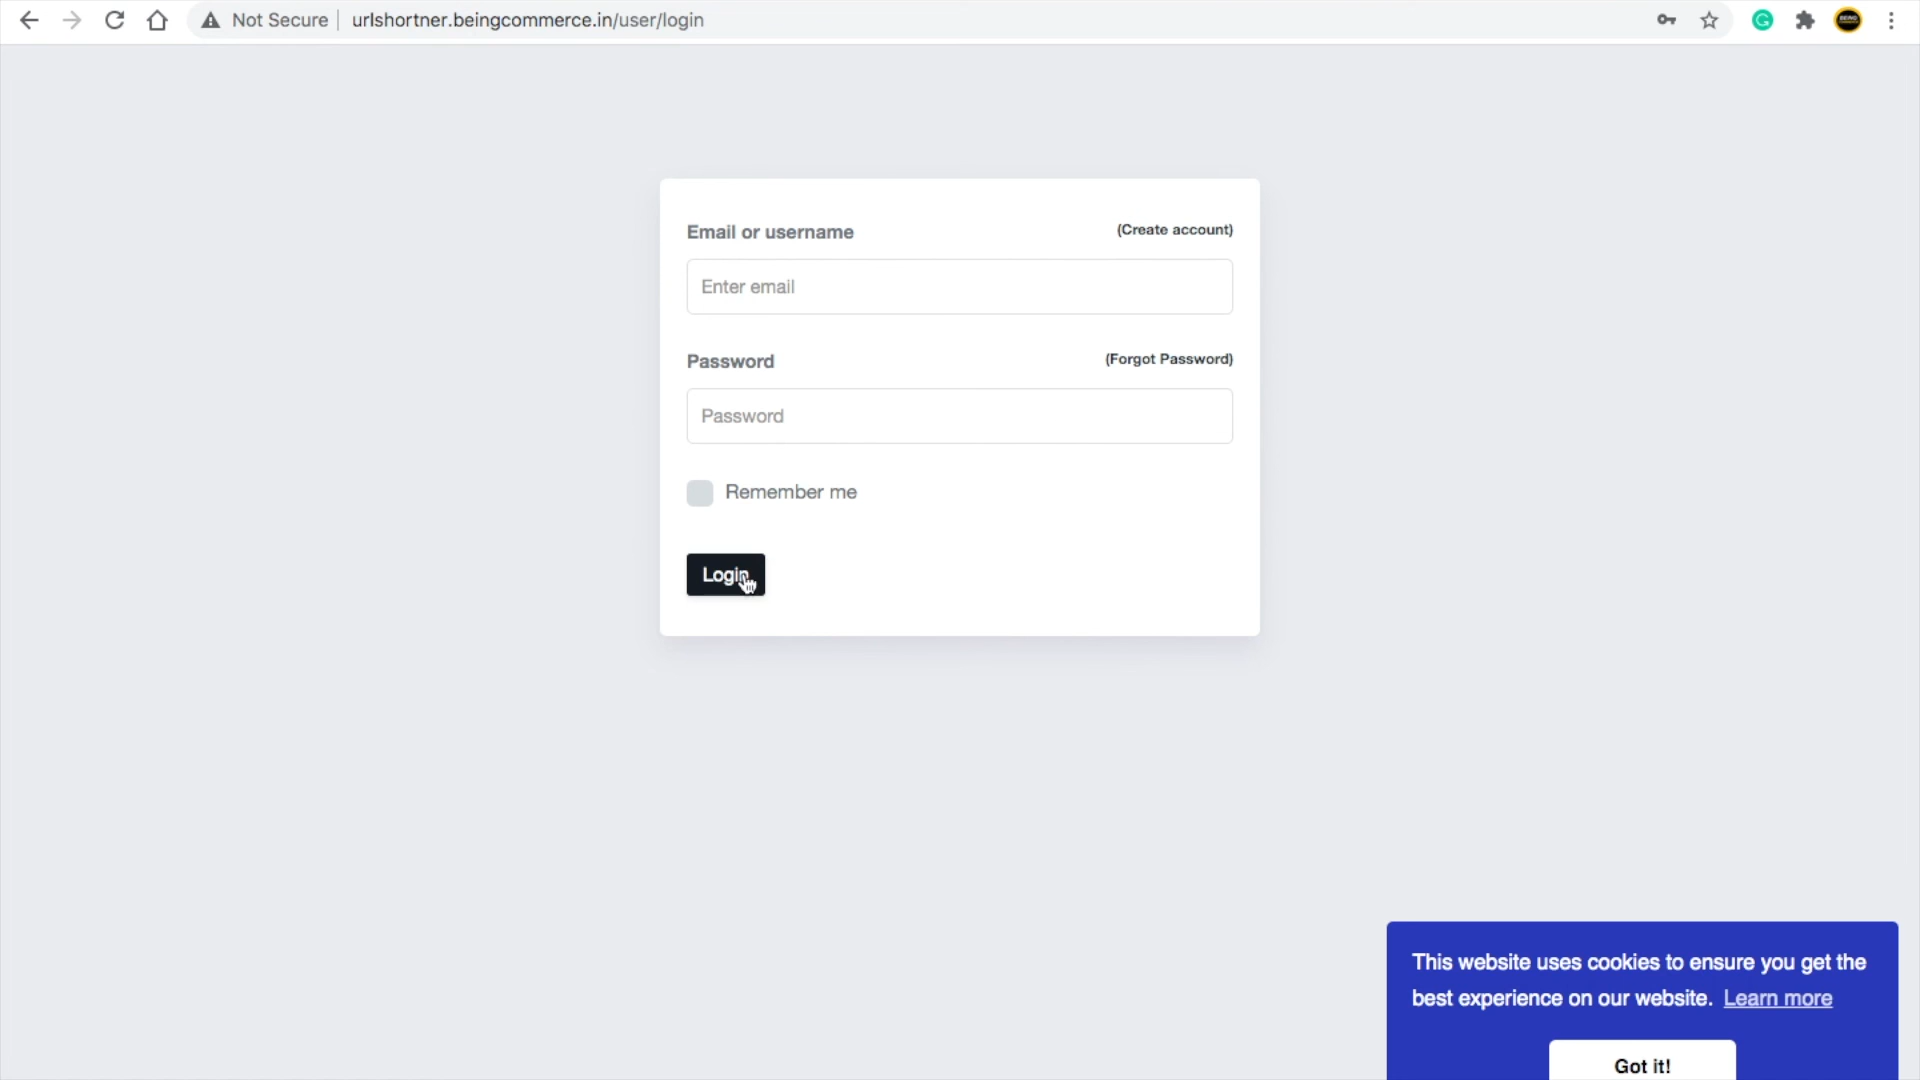 Not Secure urlshortner.beingcommerce.in/user/login
Email or username (Create account)
Enter email
Password (Forgot Password)
Password
Remember me
Login
This website uses cookies to ensure you get the
best experience on our website. Learn more
Got it!